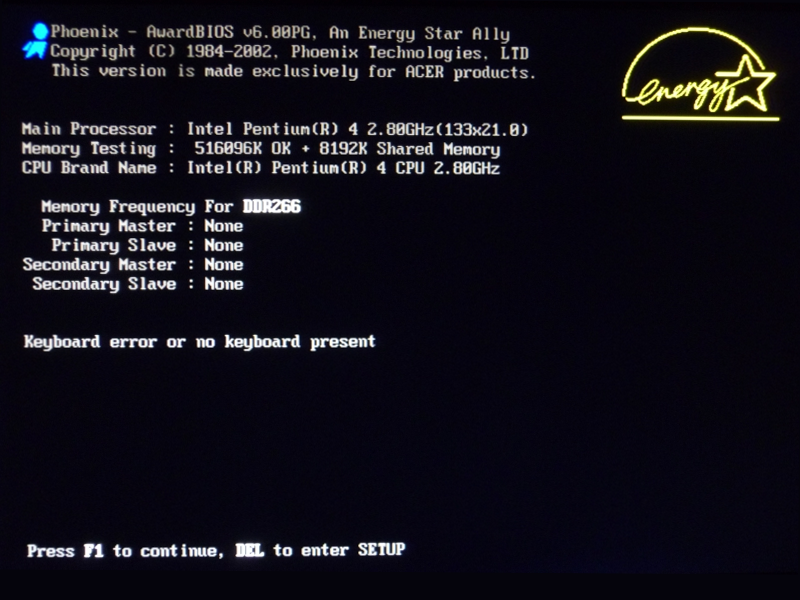 Phoenix - AwardBIOS v6.00PG, An Energy Star Ally
Copyright (C) 1984-2002, Phoenix Technologies, LTD
This version is made exclusively for ACER products.
energy
Main Processor : Intel Pentium(R) 4 2.80GHz(133x21.0)
Memory Testing : 516096K OK + 8192K Shared Memory
CPU Brand Name : Intel(R) Pentium(R) 4 CPU 2.80GHz
Memory Frequency For DDR266
Primary Master : None
Primary Slave : None
Secondary Master : None
Secondary Slave : None
Keyboard error or no keyboard present
Press F1 to continue, DEL to enter SETUP